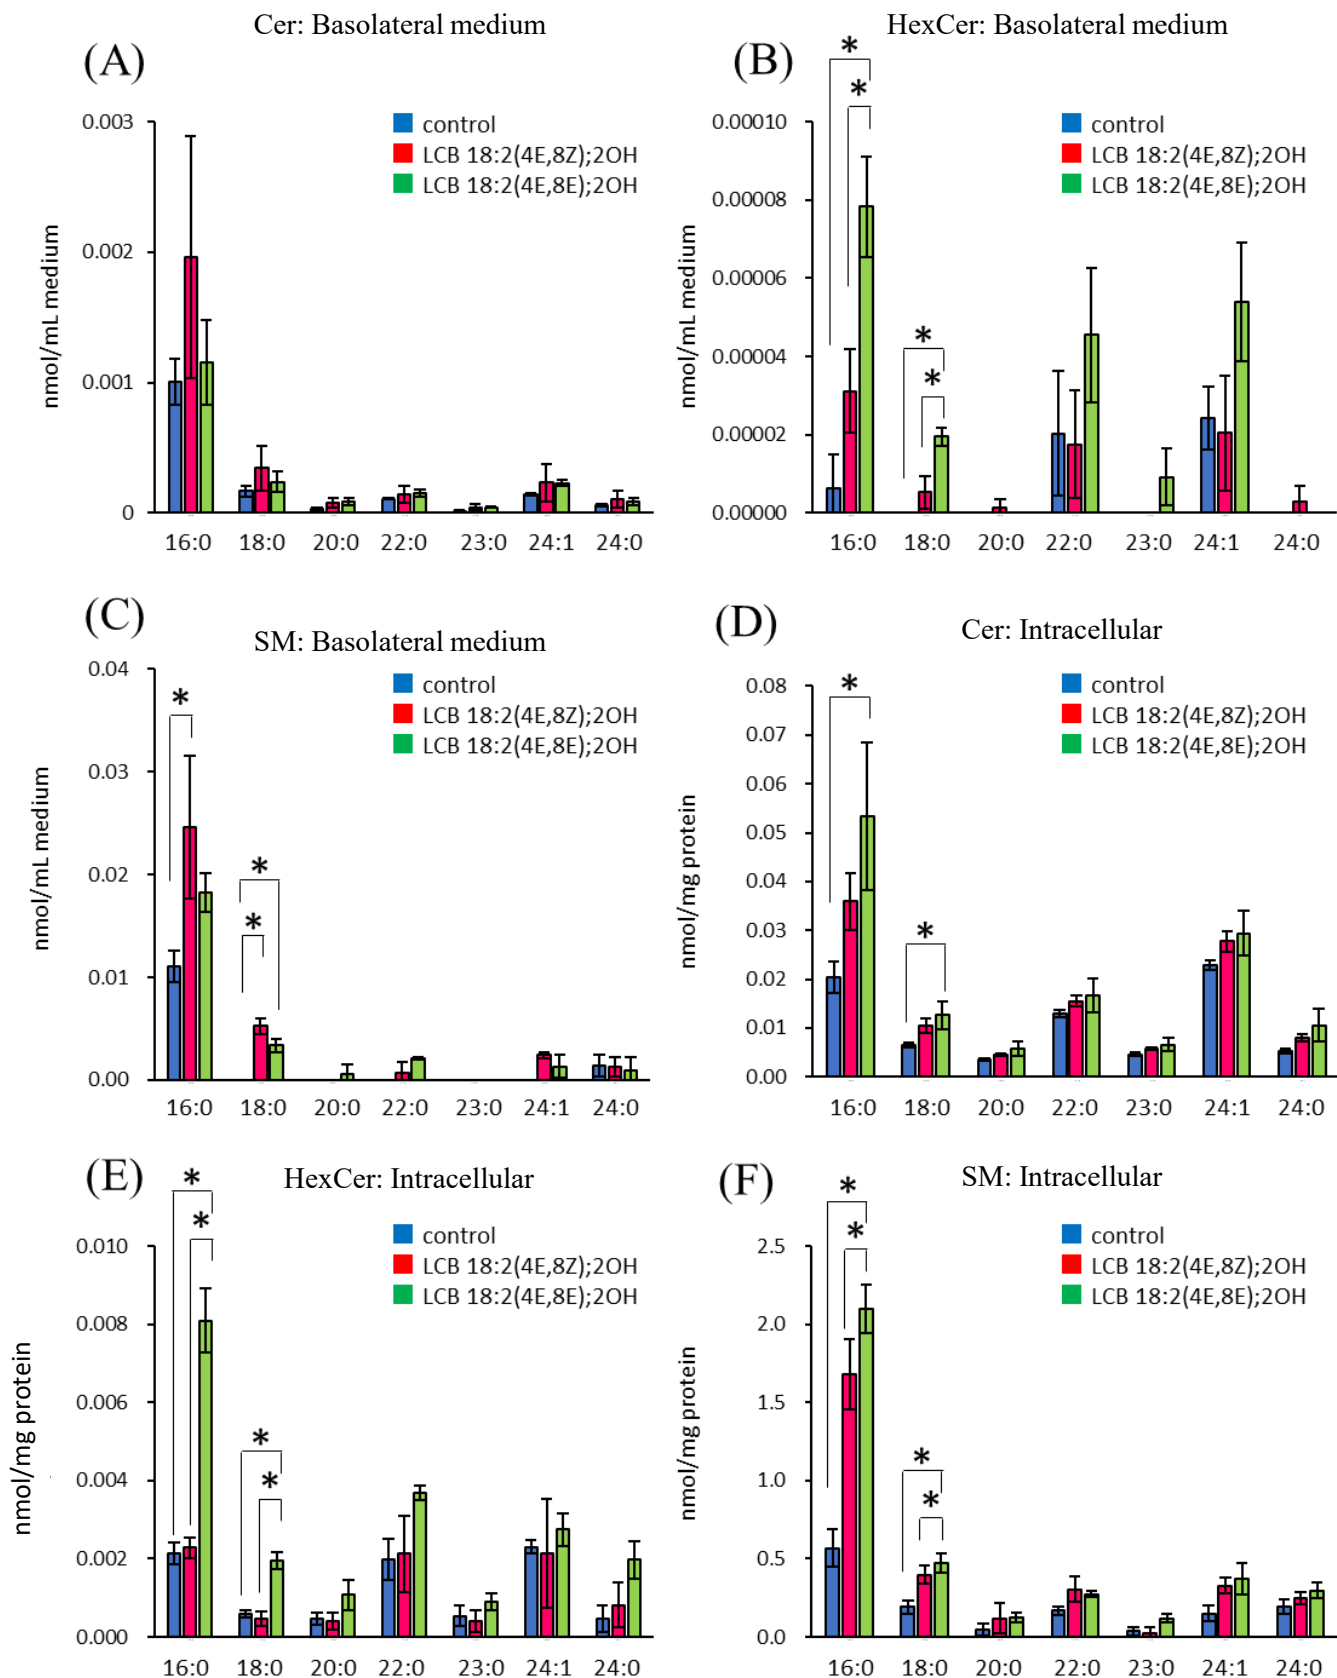 Cer: Basolateral medium
(A)
control
LCB 18:2(4E,8Z);2OH
LCB 18:2(4E,8E);2OH
nmol/mL medium
0.003
0.002
0.001
0
16:0 18:0 20:0 22:0 23:0 24:1 24:0
HexCer: Basolateral medium
(B)
* *
* *
control
LCB 18:2(4E,8Z);2OH
LCB 18:2(4E,8E);2OH
nmol/mL medium
0.00010
0.00008
0.00006
0.00004
0.00002
0.00000
16:0 18:0 20:0 22:0 23:0 24:1 24:0
(C)
SM: Basolateral medium
control
LCB 18:2(4E,8Z);2OH
LCB 18:2(4E,8E);2OH
* * *
nmol/mL medium
0.04
0.03
0.02
0.01
0.00
16:0 18:0 20:0 22:0 23:0 24:1 24:0
(D)
Cer: Intracellular
control
LCB 18:2(4E,8Z);2OH
LCB 18:2(4E,8E);2OH
* *
nmol/mg protein
0.08
0.07
0.06
0.05
0.04
0.03
0.02
0.01
0.00
16:0 18:0 20:0 22:0 23:0 24:1 24:0
(E)
HexCer: Intracellular
* *
* *
control
LCB 18:2(4E,8Z);2OH
LCB 18:2(4E,8E);2OH
nmol/mg protein
0.010
0.008
0.006
0.004
0.002
0.000
16:0 18:0 20:0 22:0 23:0 24:1 24:0
(F)
SM: Intracellular
* *
* *
control
LCB 18:2(4E,8Z);2OH
LCB 18:2(4E,8E);2OH
nmol/mg protein
2.5
2.0
1.5
1.0
0.5
0.0
16:0 18:0 20:0 22:0 23:0 24:1 24:0